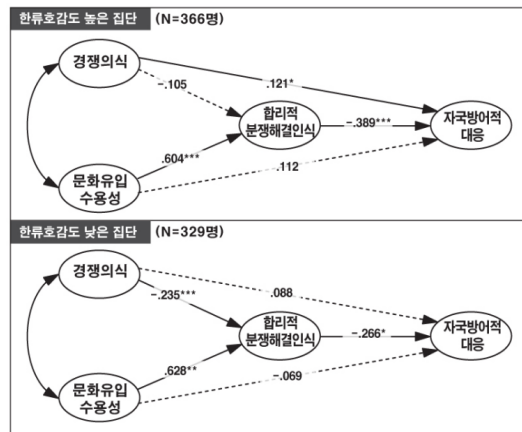 한류호감도 높은 집단 (N=366명)
경쟁의식
.121*
-.105
합리적
분쟁해결인식
-.389***
자국방어적
대응
.604***
.112
문화유입
수용성
한류호감도 낮은 집단 (N=329명)
경쟁의식
.088
-.235***
합리적
분쟁해결인식
-.266*
자국방어적
대응
.628**
-.069
문화유입
수용성